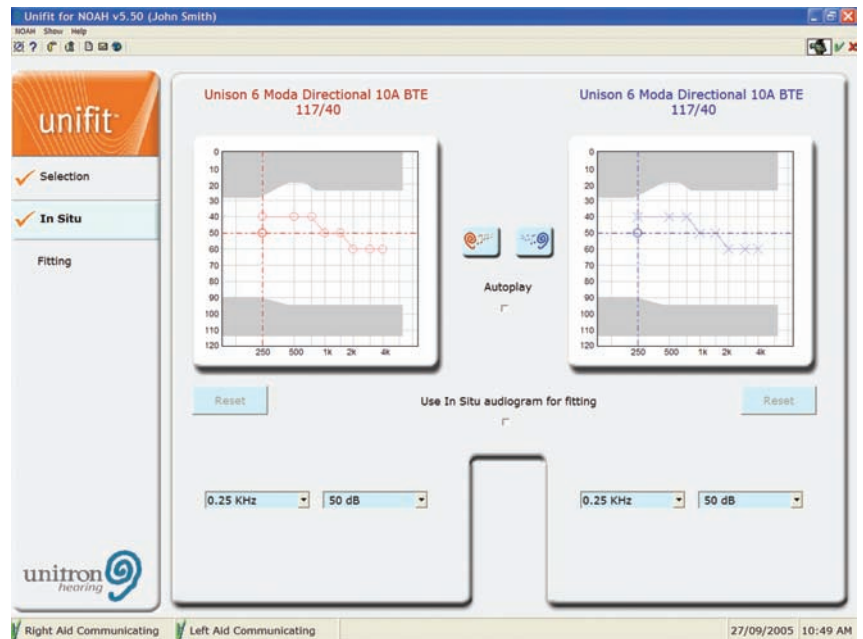 Unifit for NOAH v5.50 (John Smith)
NOAH Show Help
unifit
Selection
In Situ
Fitting
unitron
hearing
Unison 6 Moda Directional 10A BTE
117/40
0
10
20
30
40
50
60
70
80
90
100
110
120
250 500 1k 2k 4k
Reset
Autoplay
Use In Situ audiogram for fitting
Unison 6 Moda Directional 10A BTE
117/40
0
10
20
30
40
50
60
70
80
90
100
110
120
250 500 1k 2k 4k
Reset
0.25 KHz 50 dB
0.25 KHz 50 dB
Right Aid Communicating Left Aid Communicating 27/09/2005 10:49 AM